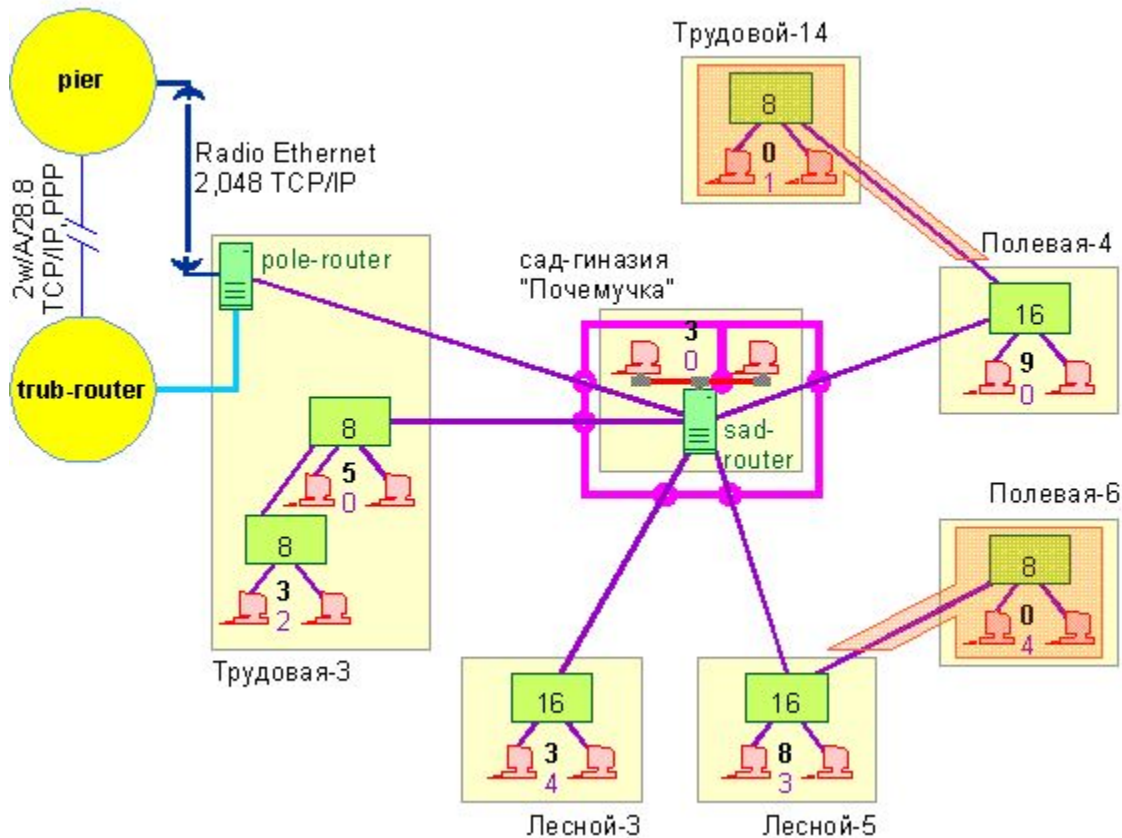 Трудовой-14
pier
8
0
1
Radio Ethernet
2,048 TCP/IP
2w/A/28.8
TCP/IP, PPP
pole-router
сад-гиназия
"Почемучка"
Полевая-4
16
9
0
3
0
trub-router
sad-
router
8
5
0
Полевая-6
8
3
2
8
0
4
Трудовая-3
16
3
4
16
8
3
Лесной-3
Лесной-5